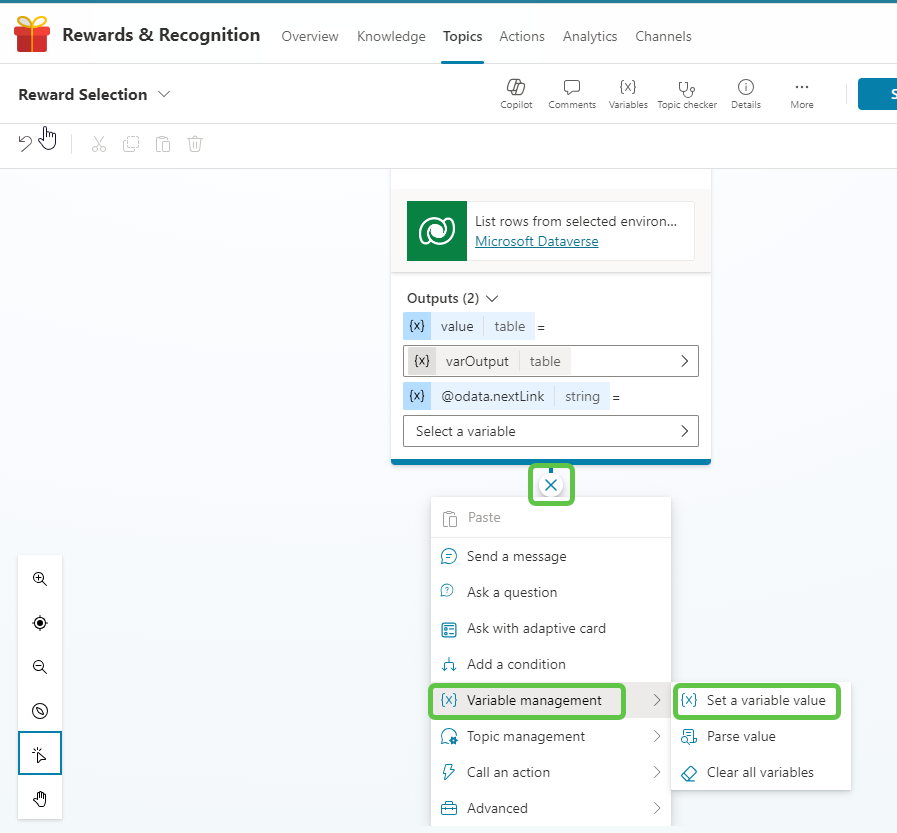 Rewards & Recognition Overview Knowledge Topics Actions Analytics Channels
Reward Selection
Copilot Comments Variables Topic checker Details More
S
List rows from selected environ...
Microsoft Dataverse
Outputs (2)
{x} value table =
{x} varOutput table
{x} @odata.nextLink string =
Select a variable
Paste
Send a message
Ask a question
Ask with adaptive card
Add a condition
{x} Variable management
{x} Set a variable value
Topic management
Parse value
Call an action
Clear all variables
Advanced